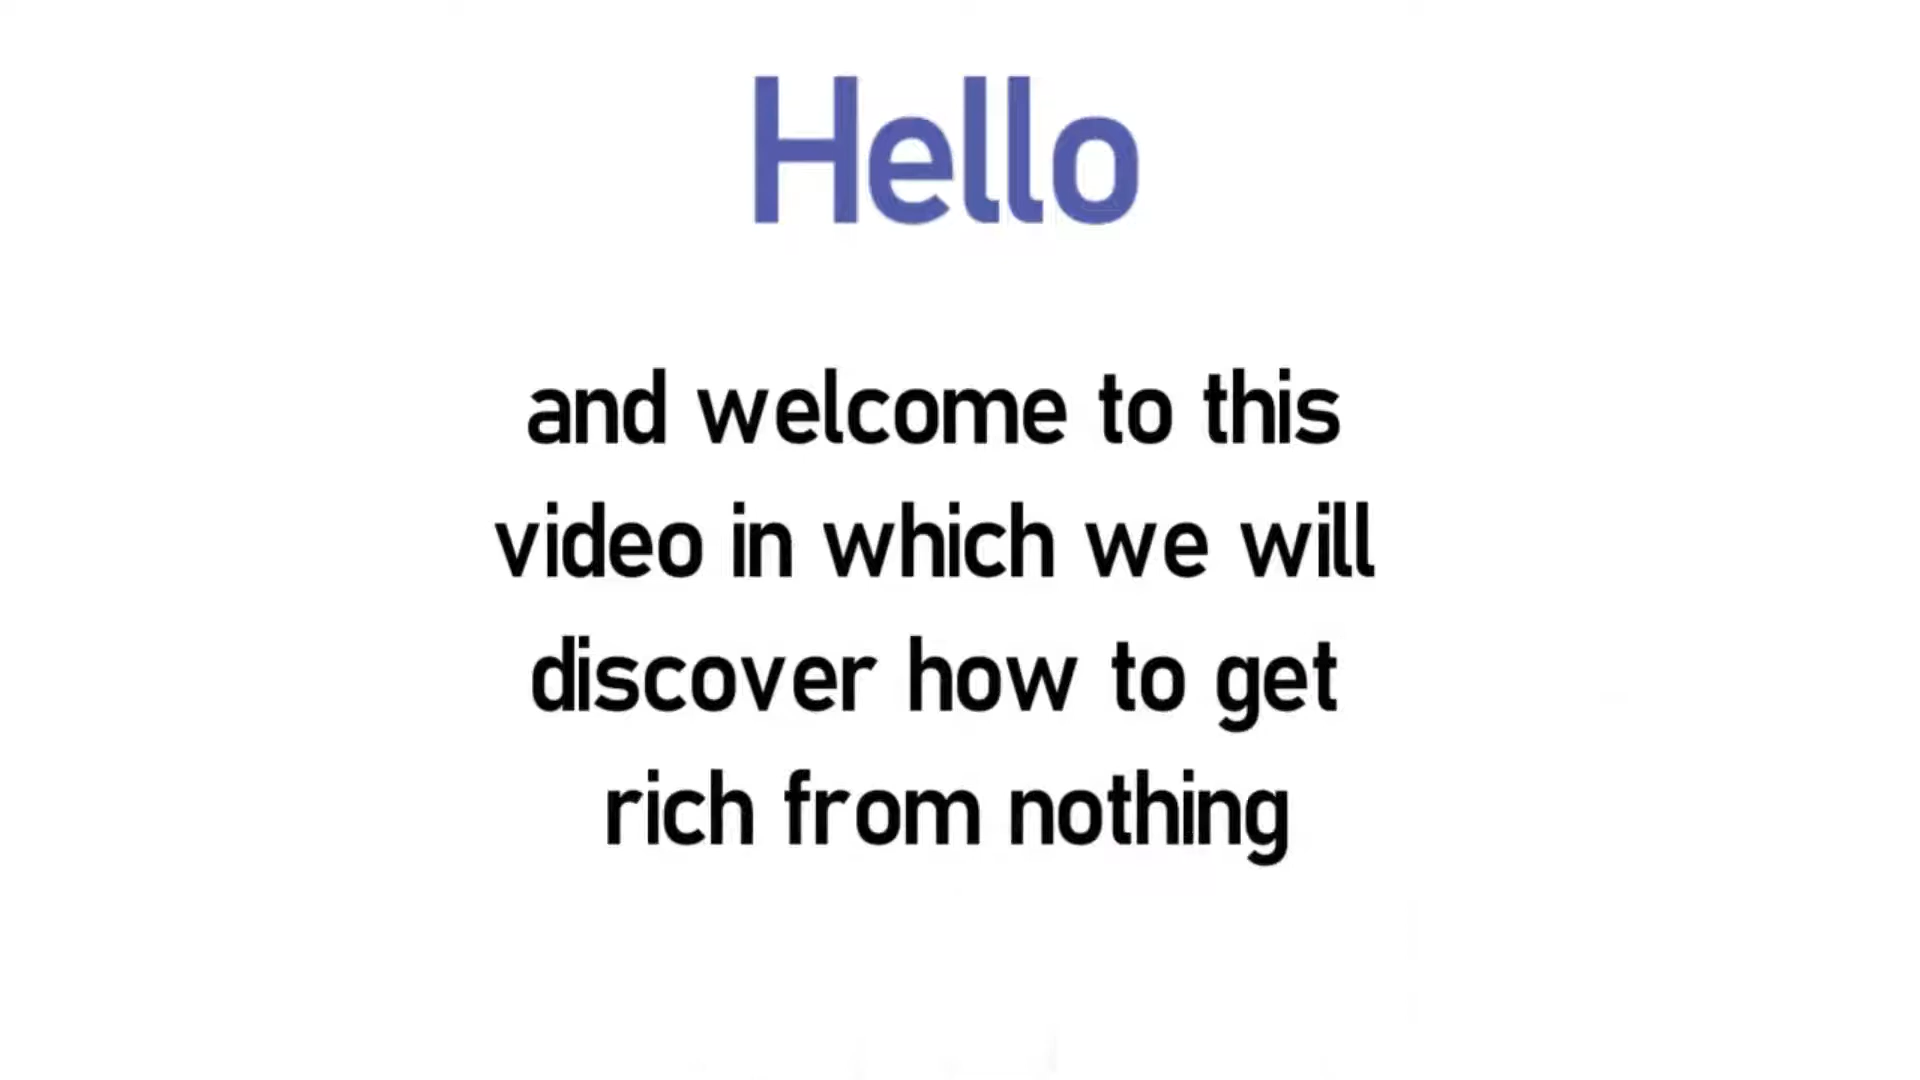 Hello
and welcome to this
video in which we will
discover how to get
rich from nothing